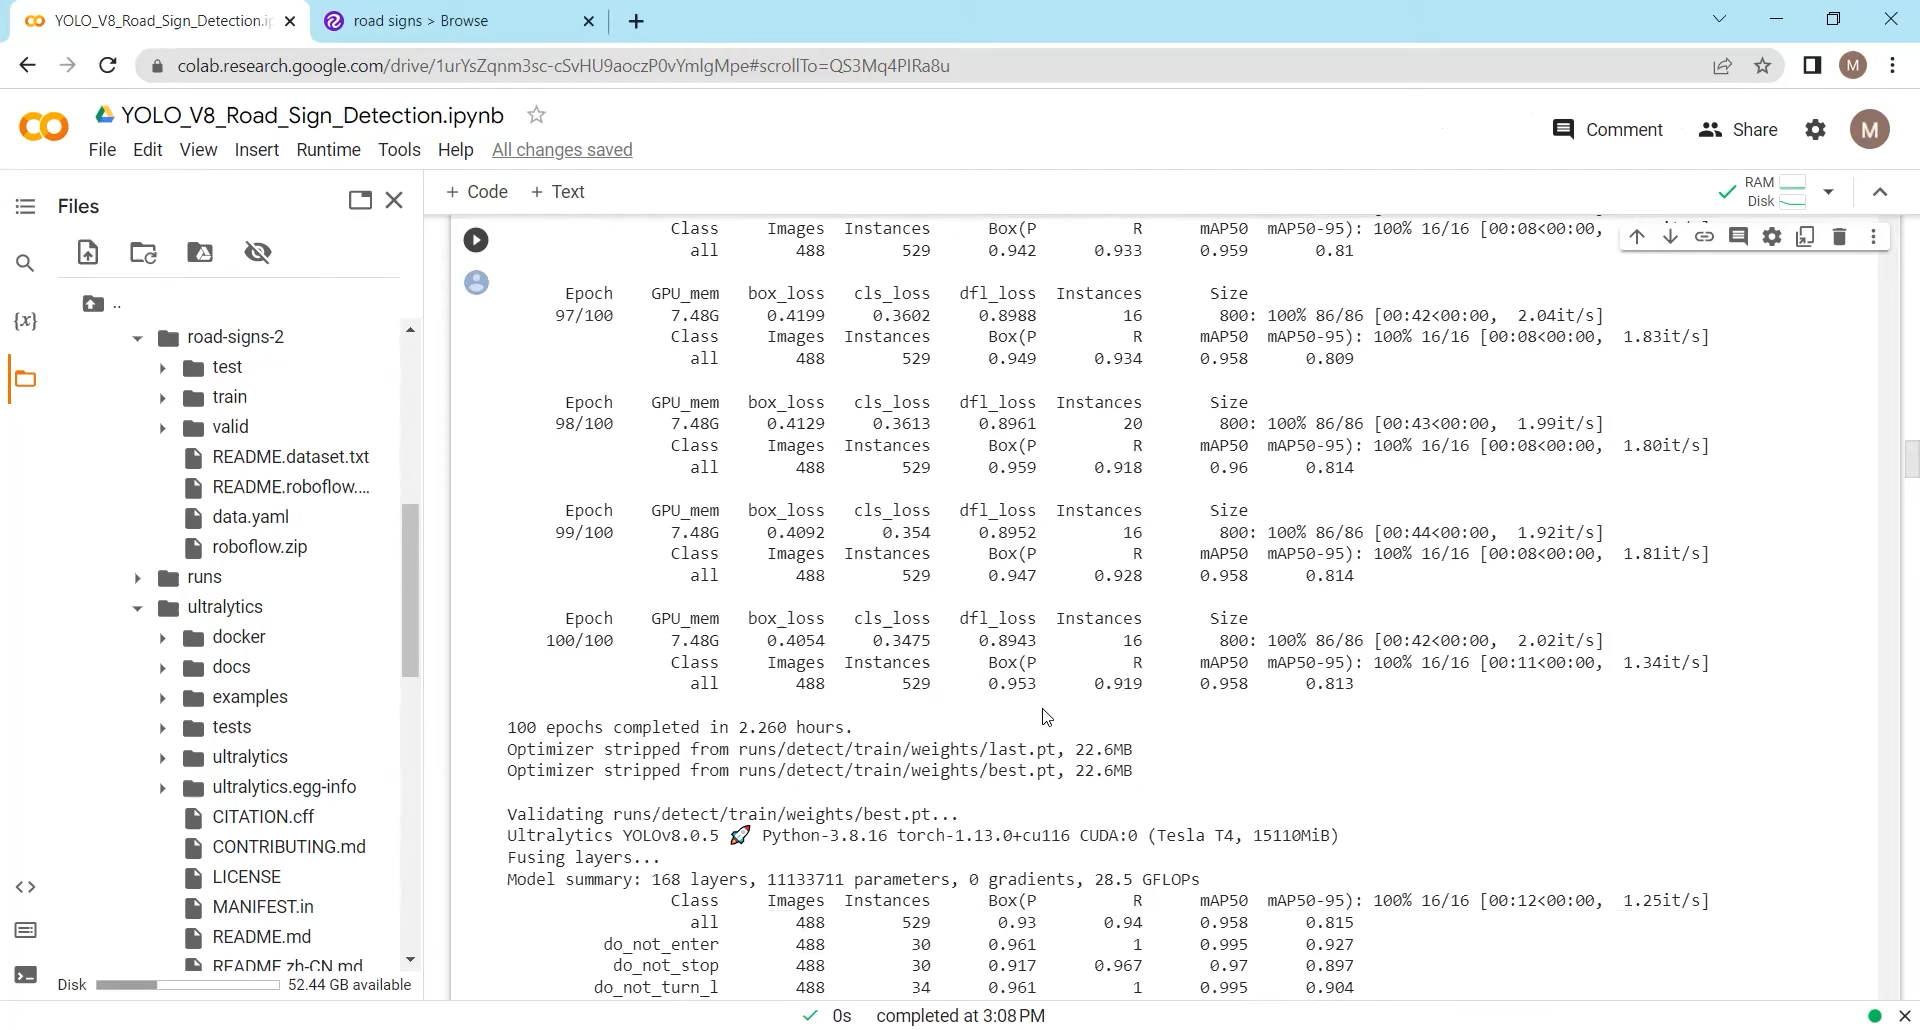 YOLO_V8_Road_Sign_Detection.i
road signs > Browse
colab.research.google.com/drive/1urYsZqnm3sc-cSvHU9aoczP0vYmlgMpe#scrollTo=QS3Mq4PIRa8u
M
YOLO_V8_Road_Sign_Detection.ipynb
Comment Share M
File Edit View Insert Runtime Tools Help All changes saved
Files
+ Code + Text
RAM
Disk
..
road-signs-2
test
train
valid
README.dataset.txt
README.roboflow....
data.yaml
roboflow.zip
runs
ultralytics
docker
docs
examples
tests
ultralytics
ultralytics.egg-info
CITATION.cff
CONTRIBUTING.md
LICENSE
MANIFEST.in
README.md
README.zh-CN.md
Disk 52.44 GB available
{x}
Class Images Instances Box(P R mAP50 mAP50-95): 100% 16/16 [00:08<00:00,
all 488 529 0.942 0.933 0.959 0.81
Epoch GPU_mem box_loss cls_loss dfl_loss Instances Size
97/100 7.48G 0.4199 0.3602 0.8988 16 800: 100% 86/86 [00:42<00:00, 2.04it/s]
Class Images Instances Box(P R mAP50 mAP50-95): 100% 16/16 [00:08<00:00, 1.83it/s]
all 488 529 0.949 0.934 0.958 0.809
Epoch GPU_mem box_loss cls_loss dfl_loss Instances Size
98/100 7.48G 0.4129 0.3613 0.8961 20 800: 100% 86/86 [00:43<00:00, 1.99it/s]
Class Images Instances Box(P R mAP50 mAP50-95): 100% 16/16 [00:08<00:00, 1.80it/s]
all 488 529 0.959 0.918 0.96 0.814
Epoch GPU_mem box_loss cls_loss dfl_loss Instances Size
99/100 7.48G 0.4092 0.354 0.8952 16 800: 100% 86/86 [00:44<00:00, 1.92it/s]
Class Images Instances Box(P R mAP50 mAP50-95): 100% 16/16 [00:08<00:00, 1.81it/s]
all 488 529 0.947 0.928 0.958 0.814
Epoch GPU_mem box_loss cls_loss dfl_loss Instances Size
100/100 7.48G 0.4054 0.3475 0.8943 16 800: 100% 86/86 [00:42<00:00, 2.02it/s]
Class Images Instances Box(P R mAP50 mAP50-95): 100% 16/16 [00:11<00:00, 1.34it/s]
all 488 529 0.953 0.919 0.958 0.813
100 epochs completed in 2.260 hours.
Optimizer stripped from runs/detect/train/weights/last.pt, 22.6MB
Optimizer stripped from runs/detect/train/weights/best.pt, 22.6MB
Validating runs/detect/train/weights/best.pt...
Ultralytics YOLOv8.0.5 🚀 Python-3.8.16 torch-1.13.0+cu116 CUDA:0 (Tesla T4, 15110MiB)
Fusing layers...
Model summary: 168 layers, 11133711 parameters, 0 gradients, 28.5 GFLOPs
Class Images Instances Box(P R mAP50 mAP50-95): 100% 16/16 [00:12<00:00, 1.25it/s]
all 488 529 0.93 0.94 0.958 0.815
do_not_enter 488 30 0.961 1 0.995 0.927
do_not_stop 488 30 0.917 0.967 0.97 0.897
do_not_turn_l 488 34 0.961 1 0.995 0.904
0s completed at 3:08 PM